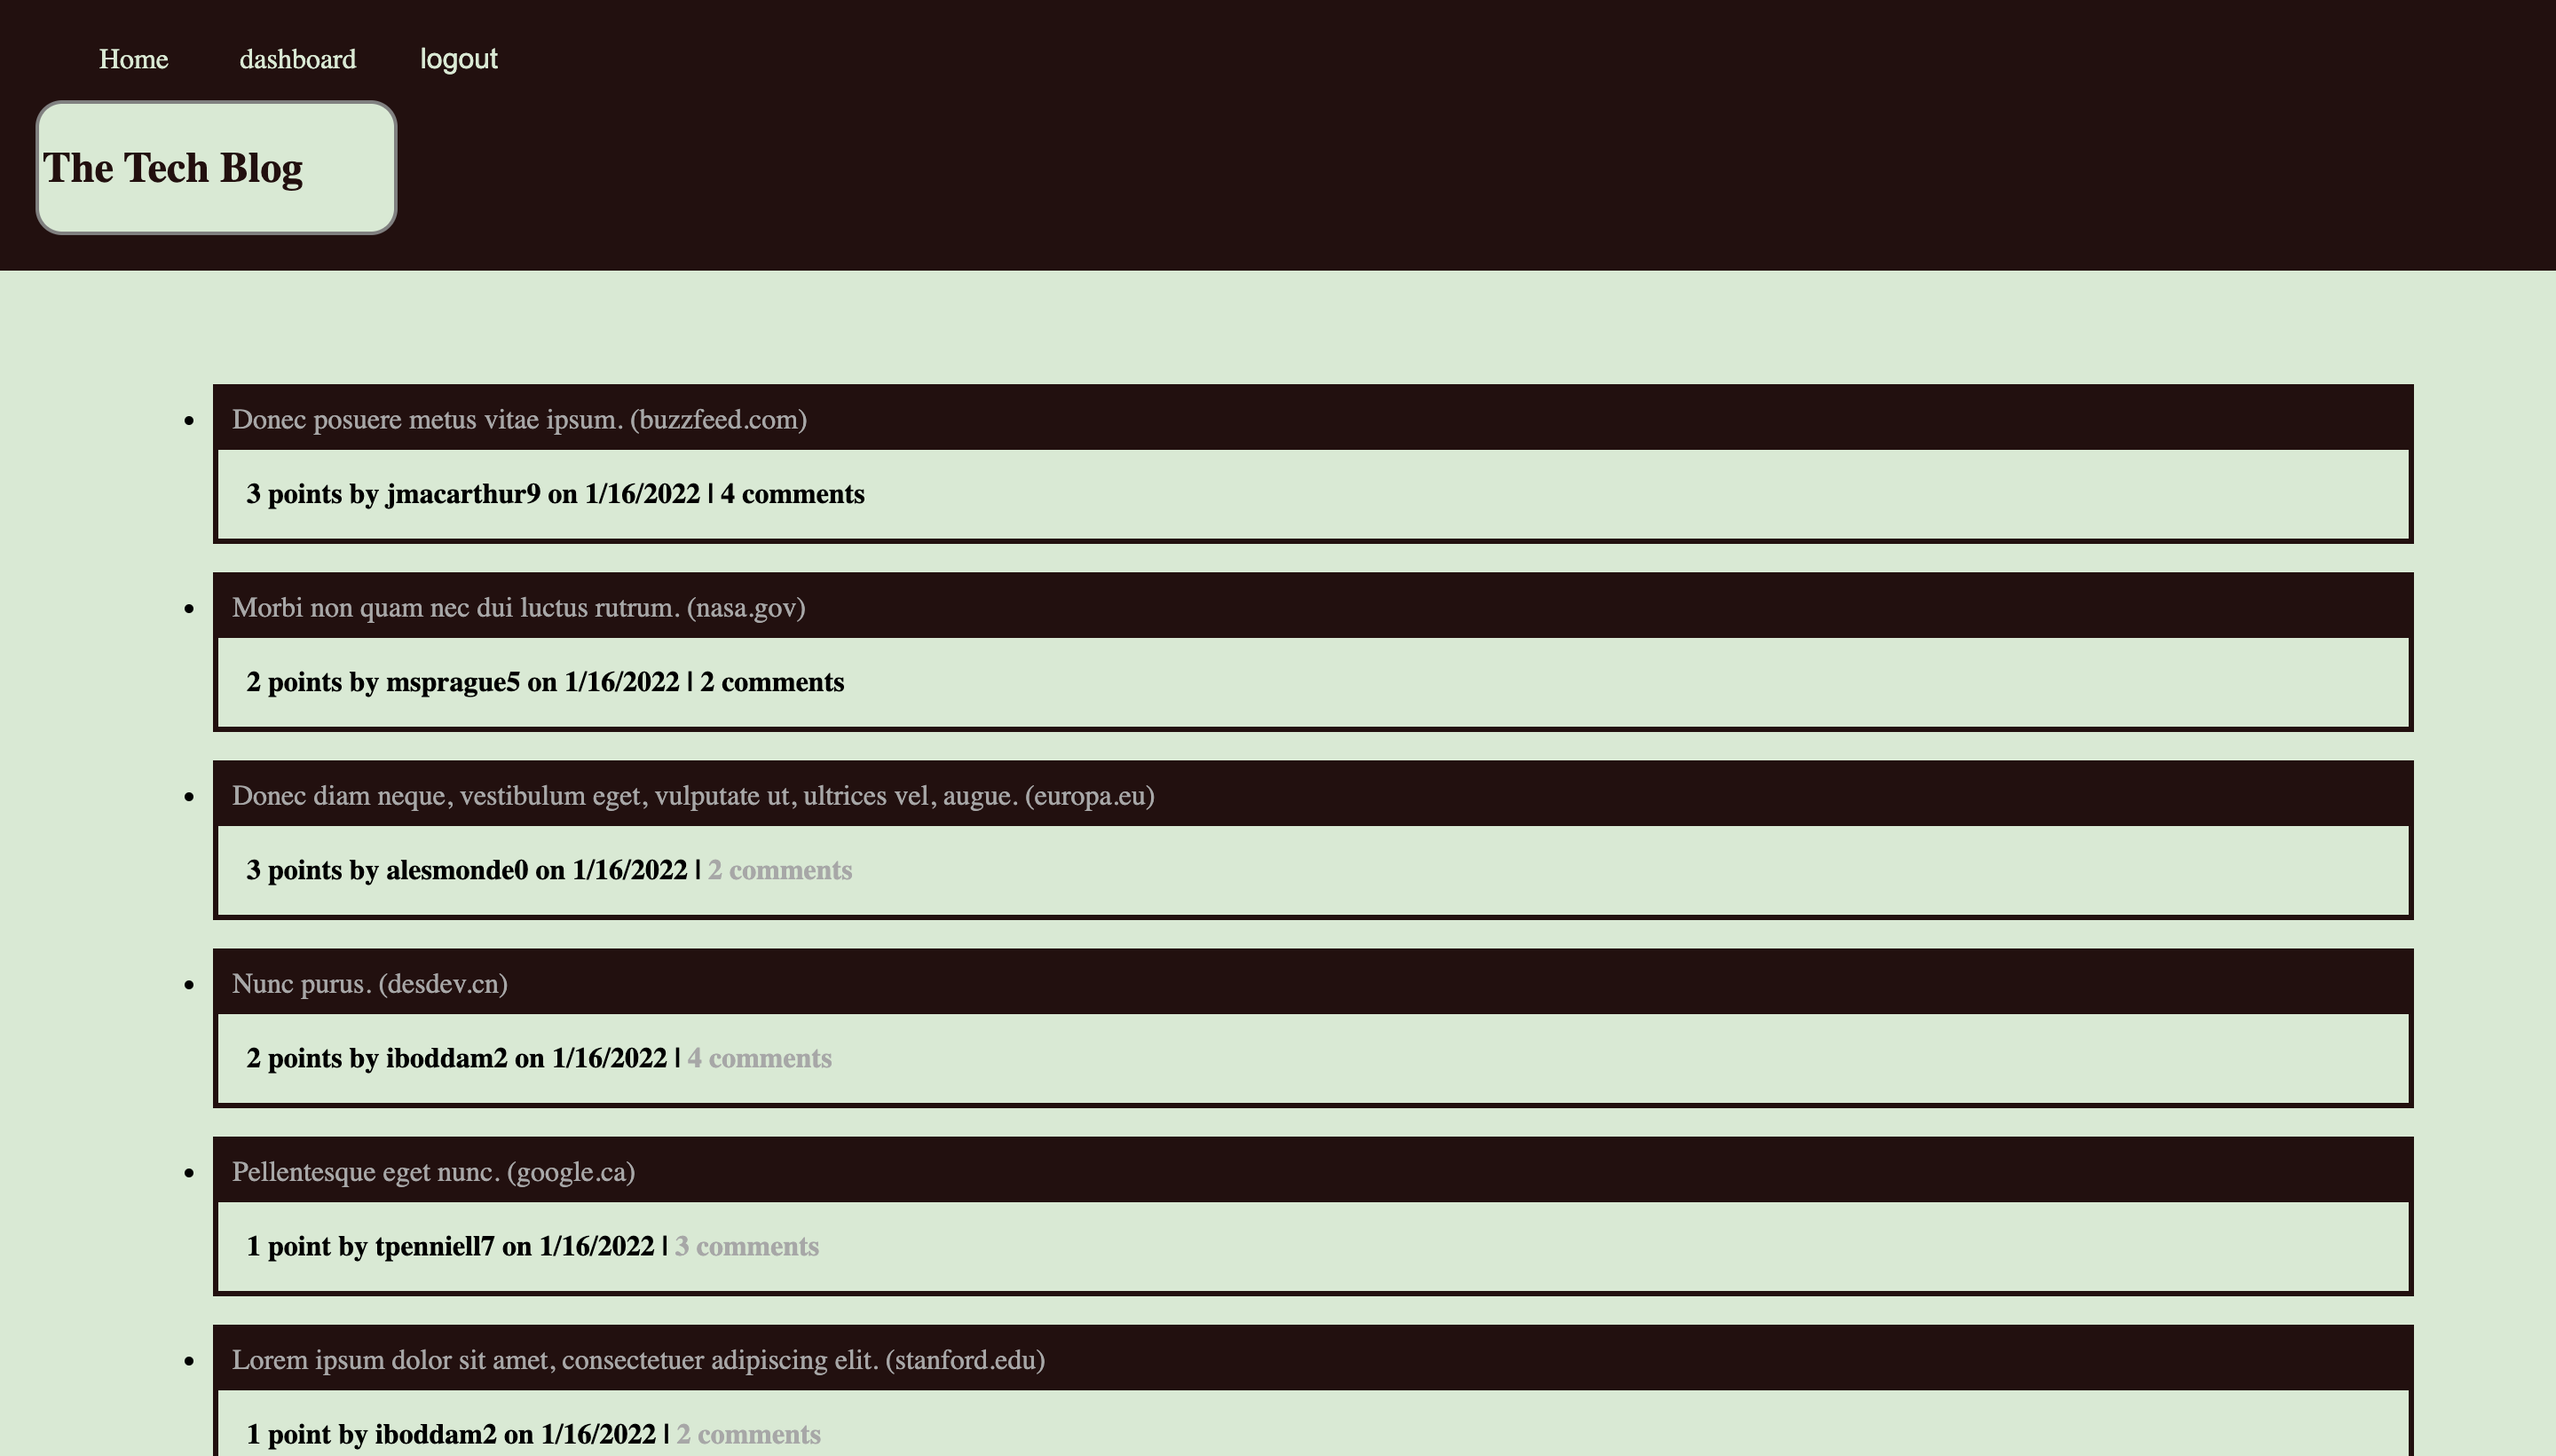 Home dashboard logout
The Tech Blog
Donec posuere metus vitae ipsum. (buzzfeed.com)
3 points by jmacarthur9 on 1/16/2022 | 4 comments
Morbi non quam nec dui luctus rutrum. (nasa.gov)
2 points by msprague5 on 1/16/2022 | 2 comments
Donec diam neque, vestibulum eget, vulputate ut, ultrices vel, augue. (europa.eu)
3 points by alesmonde0 on 1/16/2022 | 2 comments
Nunc purus. (desdev.cn)
2 points by iboddam2 on 1/16/2022 | 4 comments
Pellentesque eget nunc. (google.ca)
1 point by tpenniell7 on 1/16/2022 | 3 comments
Lorem ipsum dolor sit amet, consectetuer adipiscing elit. (stanford.edu)
1 point by iboddam2 on 1/16/2022 | 2 comments